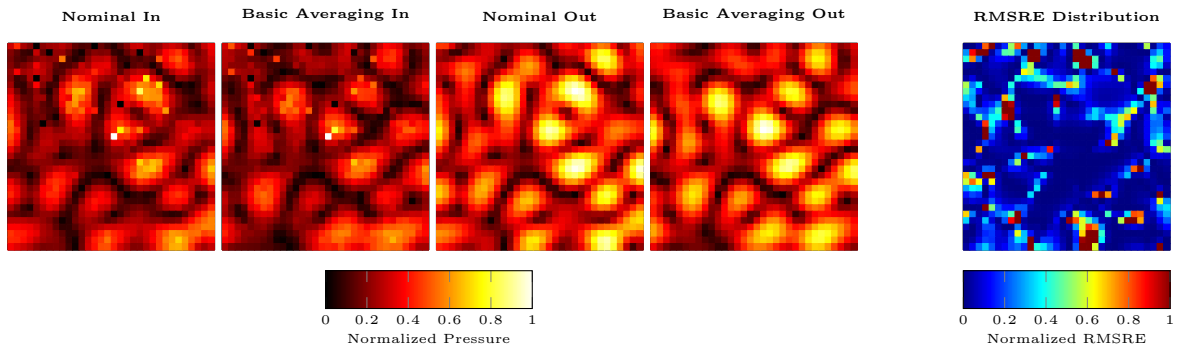 Nominal In Basic Averaging In Nominal Out Basic Averaging Out RMSRE Distribution
0 0.2 0.4 0.6 0.8 1 0 0.2 0.4 0.6 0.8 1
Normalized Pressure Normalized RMSRE